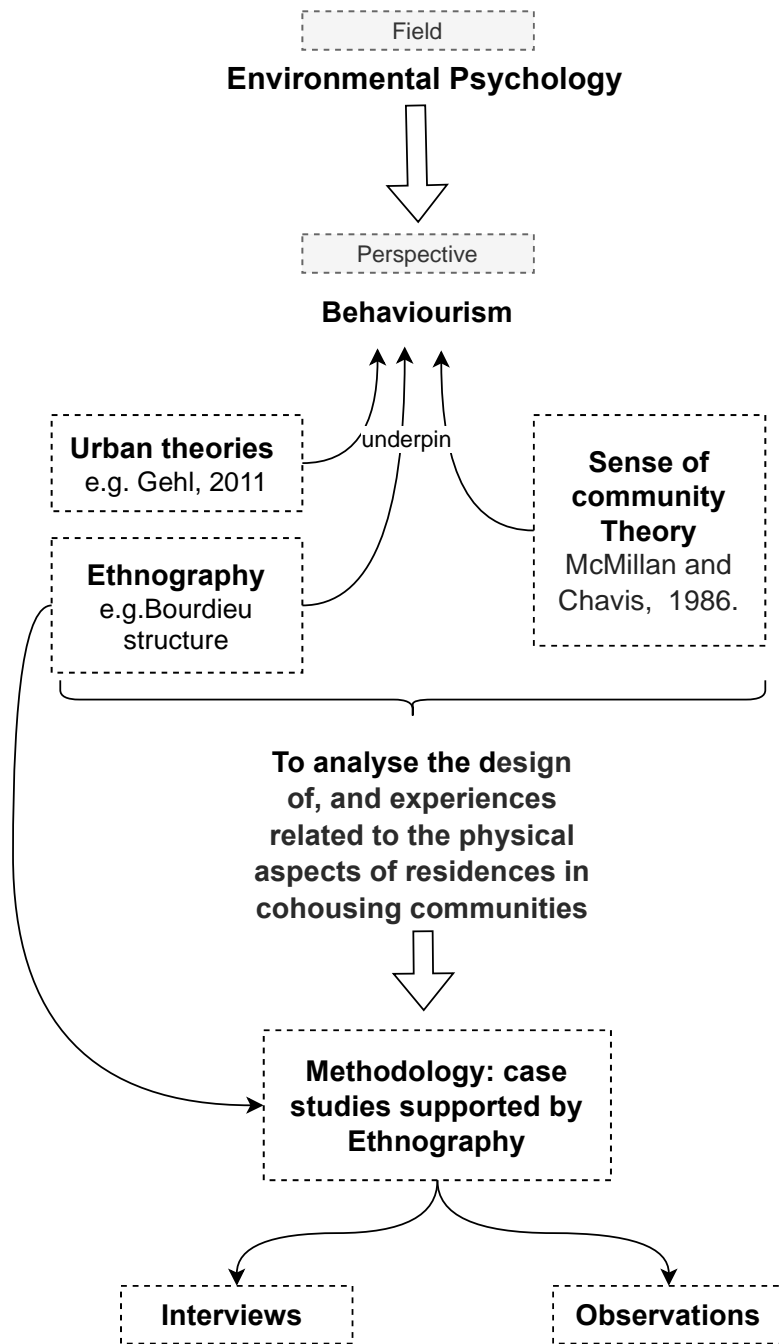 Field
Environmental Psychology
Perspective
Behaviourism
underpin
Urban theories
e.g. Gehl, 2011
Ethnography
e.g.Bourdieu
structure
Sense of
community
Theory
McMillan and
Chavis, 1986.
To analyse the design
of, and experiences
related to the physical
aspects of residences in
cohousing communities
Methodology: case
studies supported by
Ethnography
Interviews
Observations